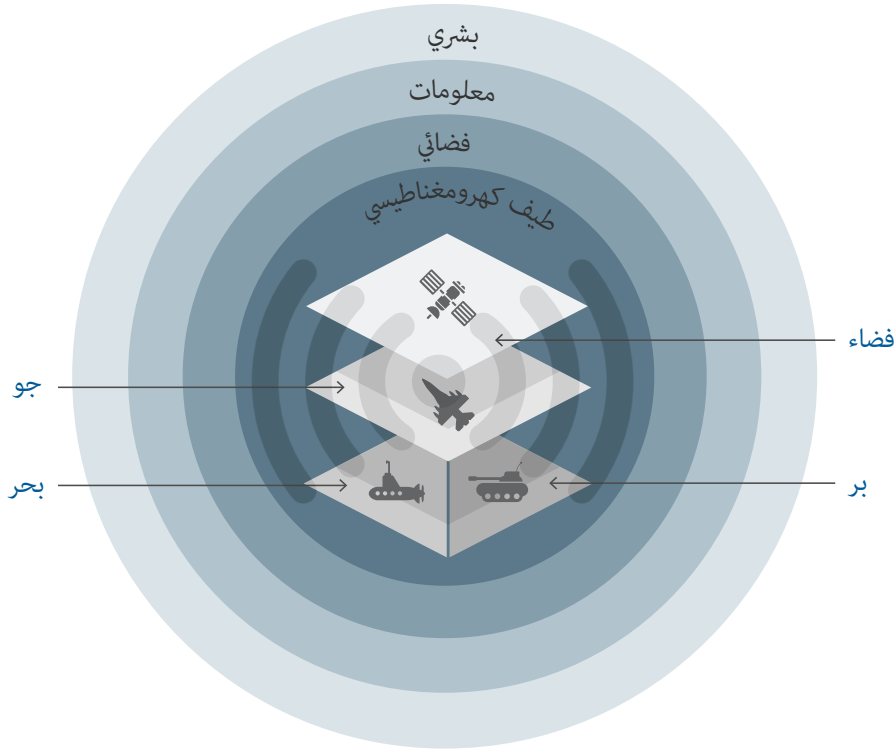 بشري
معلومات
فضائي
طيف كهرومغناطيسي
فضاء
جو
بحر
بر